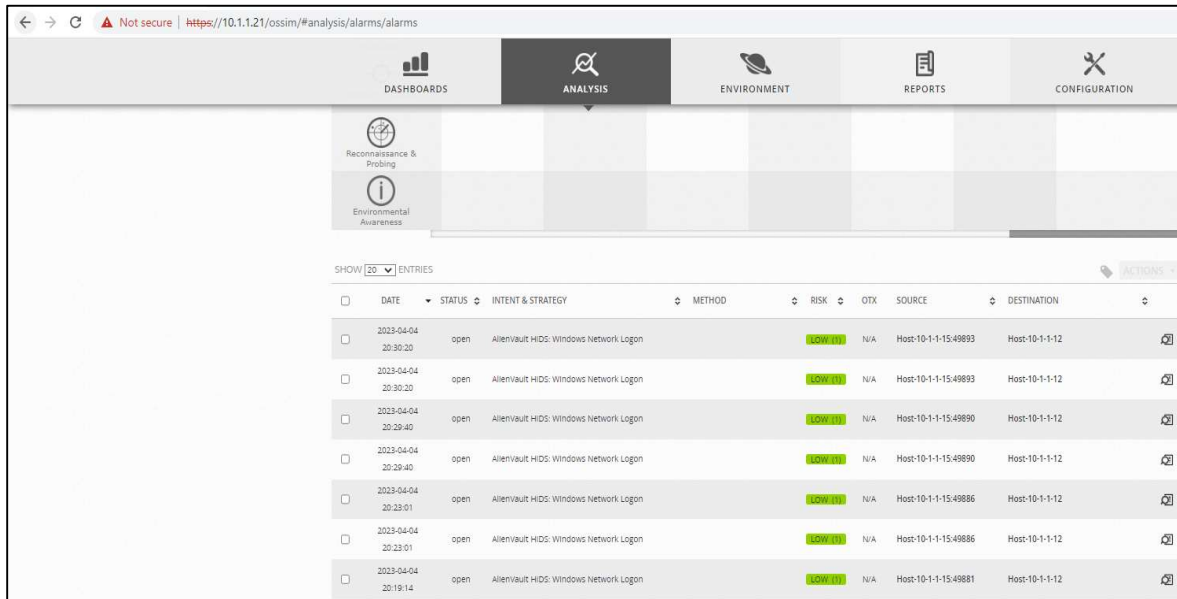 Not secure | https://10.1.1.21/ossim/#analysis/alarms/alarms
DASHBOARDS ANALYSIS ENVIRONMENT REPORTS CONFIGURATION
Reconnaissance &
Probing
Environmental
Awareness
SHOW 20 ENTRIES ACTIONS
DATE STATUS INTENT & STRATEGY METHOD RISK OTX SOURCE DESTINATION
2023-04-04
20:30:20 open AlienVault HIDS: Windows Network Logon LOW (1) N/A Host-10-1-1-15:49893 Host-10-1-1-12
2023-04-04
20:30:20 open AlienVault HIDS: Windows Network Logon LOW (1) N/A Host-10-1-1-15:49893 Host-10-1-1-12
2023-04-04
20:29:40 open AlienVault HIDS: Windows Network Logon LOW (1) N/A Host-10-1-1-15:49890 Host-10-1-1-12
2023-04-04
20:29:40 open AlienVault HIDS: Windows Network Logon LOW (1) N/A Host-10-1-1-15:49890 Host-10-1-1-12
2023-04-04
20:23:01 open AlienVault HIDS: Windows Network Logon LOW (1) N/A Host-10-1-1-15:49886 Host-10-1-1-12
2023-04-04
20:23:01 open AlienVault HIDS: Windows Network Logon LOW (1) N/A Host-10-1-1-15:49886 Host-10-1-1-12
2023-04-04
20:19:14 open AlienVault HIDS: Windows Network Logon LOW (1) N/A Host-10-1-1-15:49881 Host-10-1-1-12